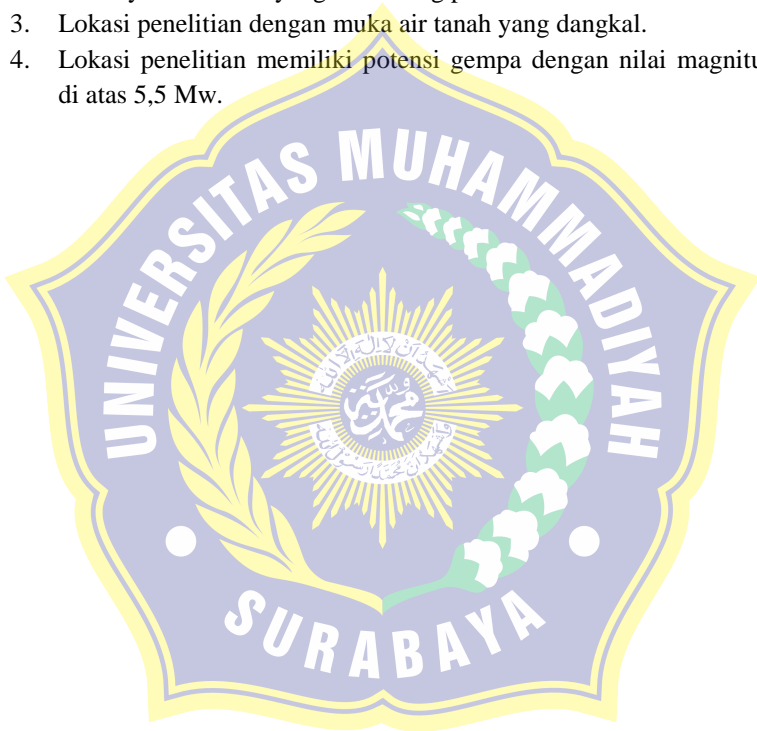 3. Lokasi penelitian dengan muka air tanah yang dangkal.
4. Lokasi penelitian memiliki potensi gempa dengan nilai magnitu
di atas 5,5 Mw.
UNIVERSITAS MUHAMMADIYAH
SURABAYA